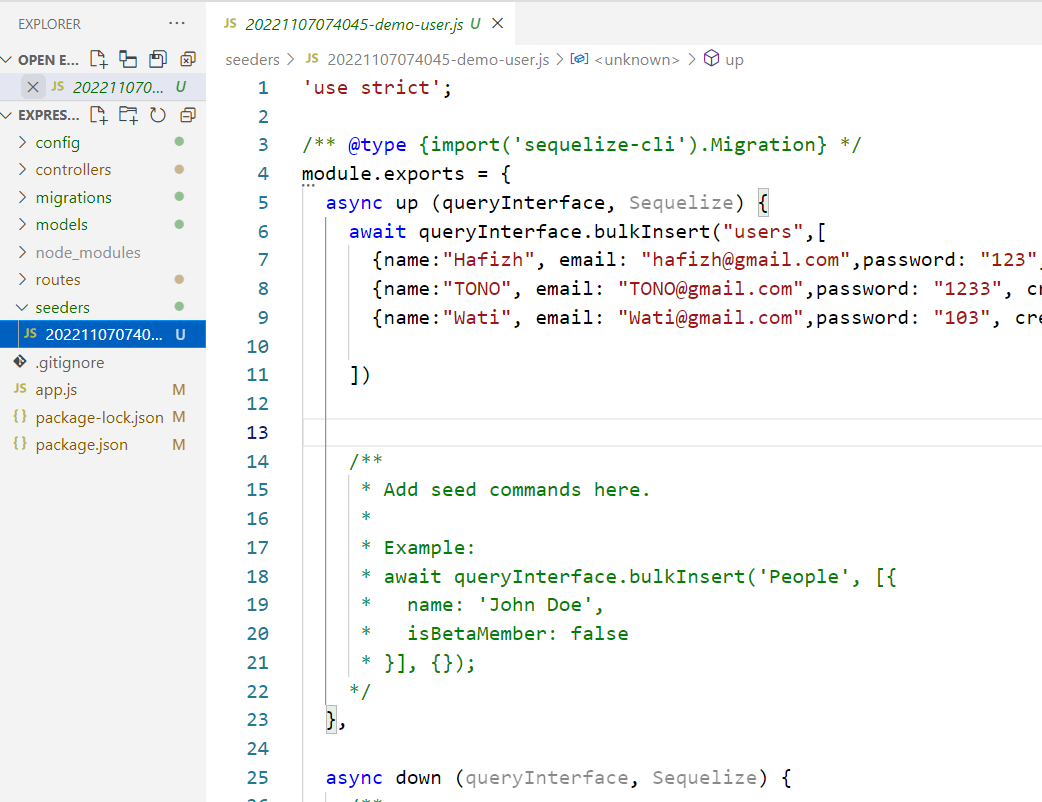 EXPLORER ...
OPEN E...
JS 202211070... U
EXPRES...
config
controllers
migrations
models
node_modules
routes
seeders
JS 202211070740... U
.gitignore
JS app.js M
{} package-lock.json M
{} package.json M
JS 20221107074045-demo-user.js U
seeders > JS 20221107074045-demo-user.js > <unknown> > up
1 'use strict';
2
3 /** @type {import('sequelize-cli').Migration} */
4 module.exports = {
5 async up (queryInterface, Sequelize) {
6 await queryInterface.bulkInsert("users",[
7 {name:"Hafizh", email: "hafizh@gmail.com",password: "123",
8 {name:"TONO", email: "TONO@gmail.com",password: "1233", cr
9 {name:"Wati", email: "Wati@gmail.com",password: "103", cre
10
11 ])
12
13
14 /**
15 * Add seed commands here.
16 *
17 * Example:
18 * await queryInterface.bulkInsert('People', [{
19 * name: 'John Doe',
20 * isBetaMember: false
21 * }], {});
22 */
23 },
24
25 async down (queryInterface, Sequelize) {